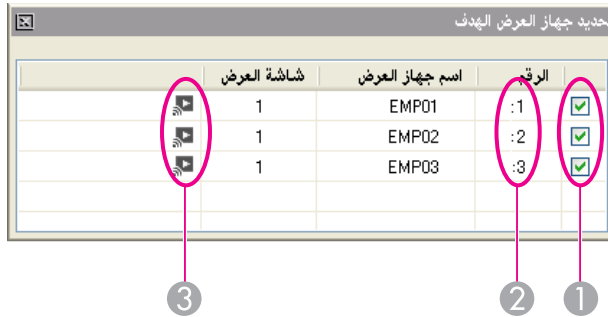 تحديد جهاز العرض الهدف
الرقم اسم جهاز العرض شاشة العرض
1: EMP01 1
2: EMP02 1
3: EMP03 1
1 2 3